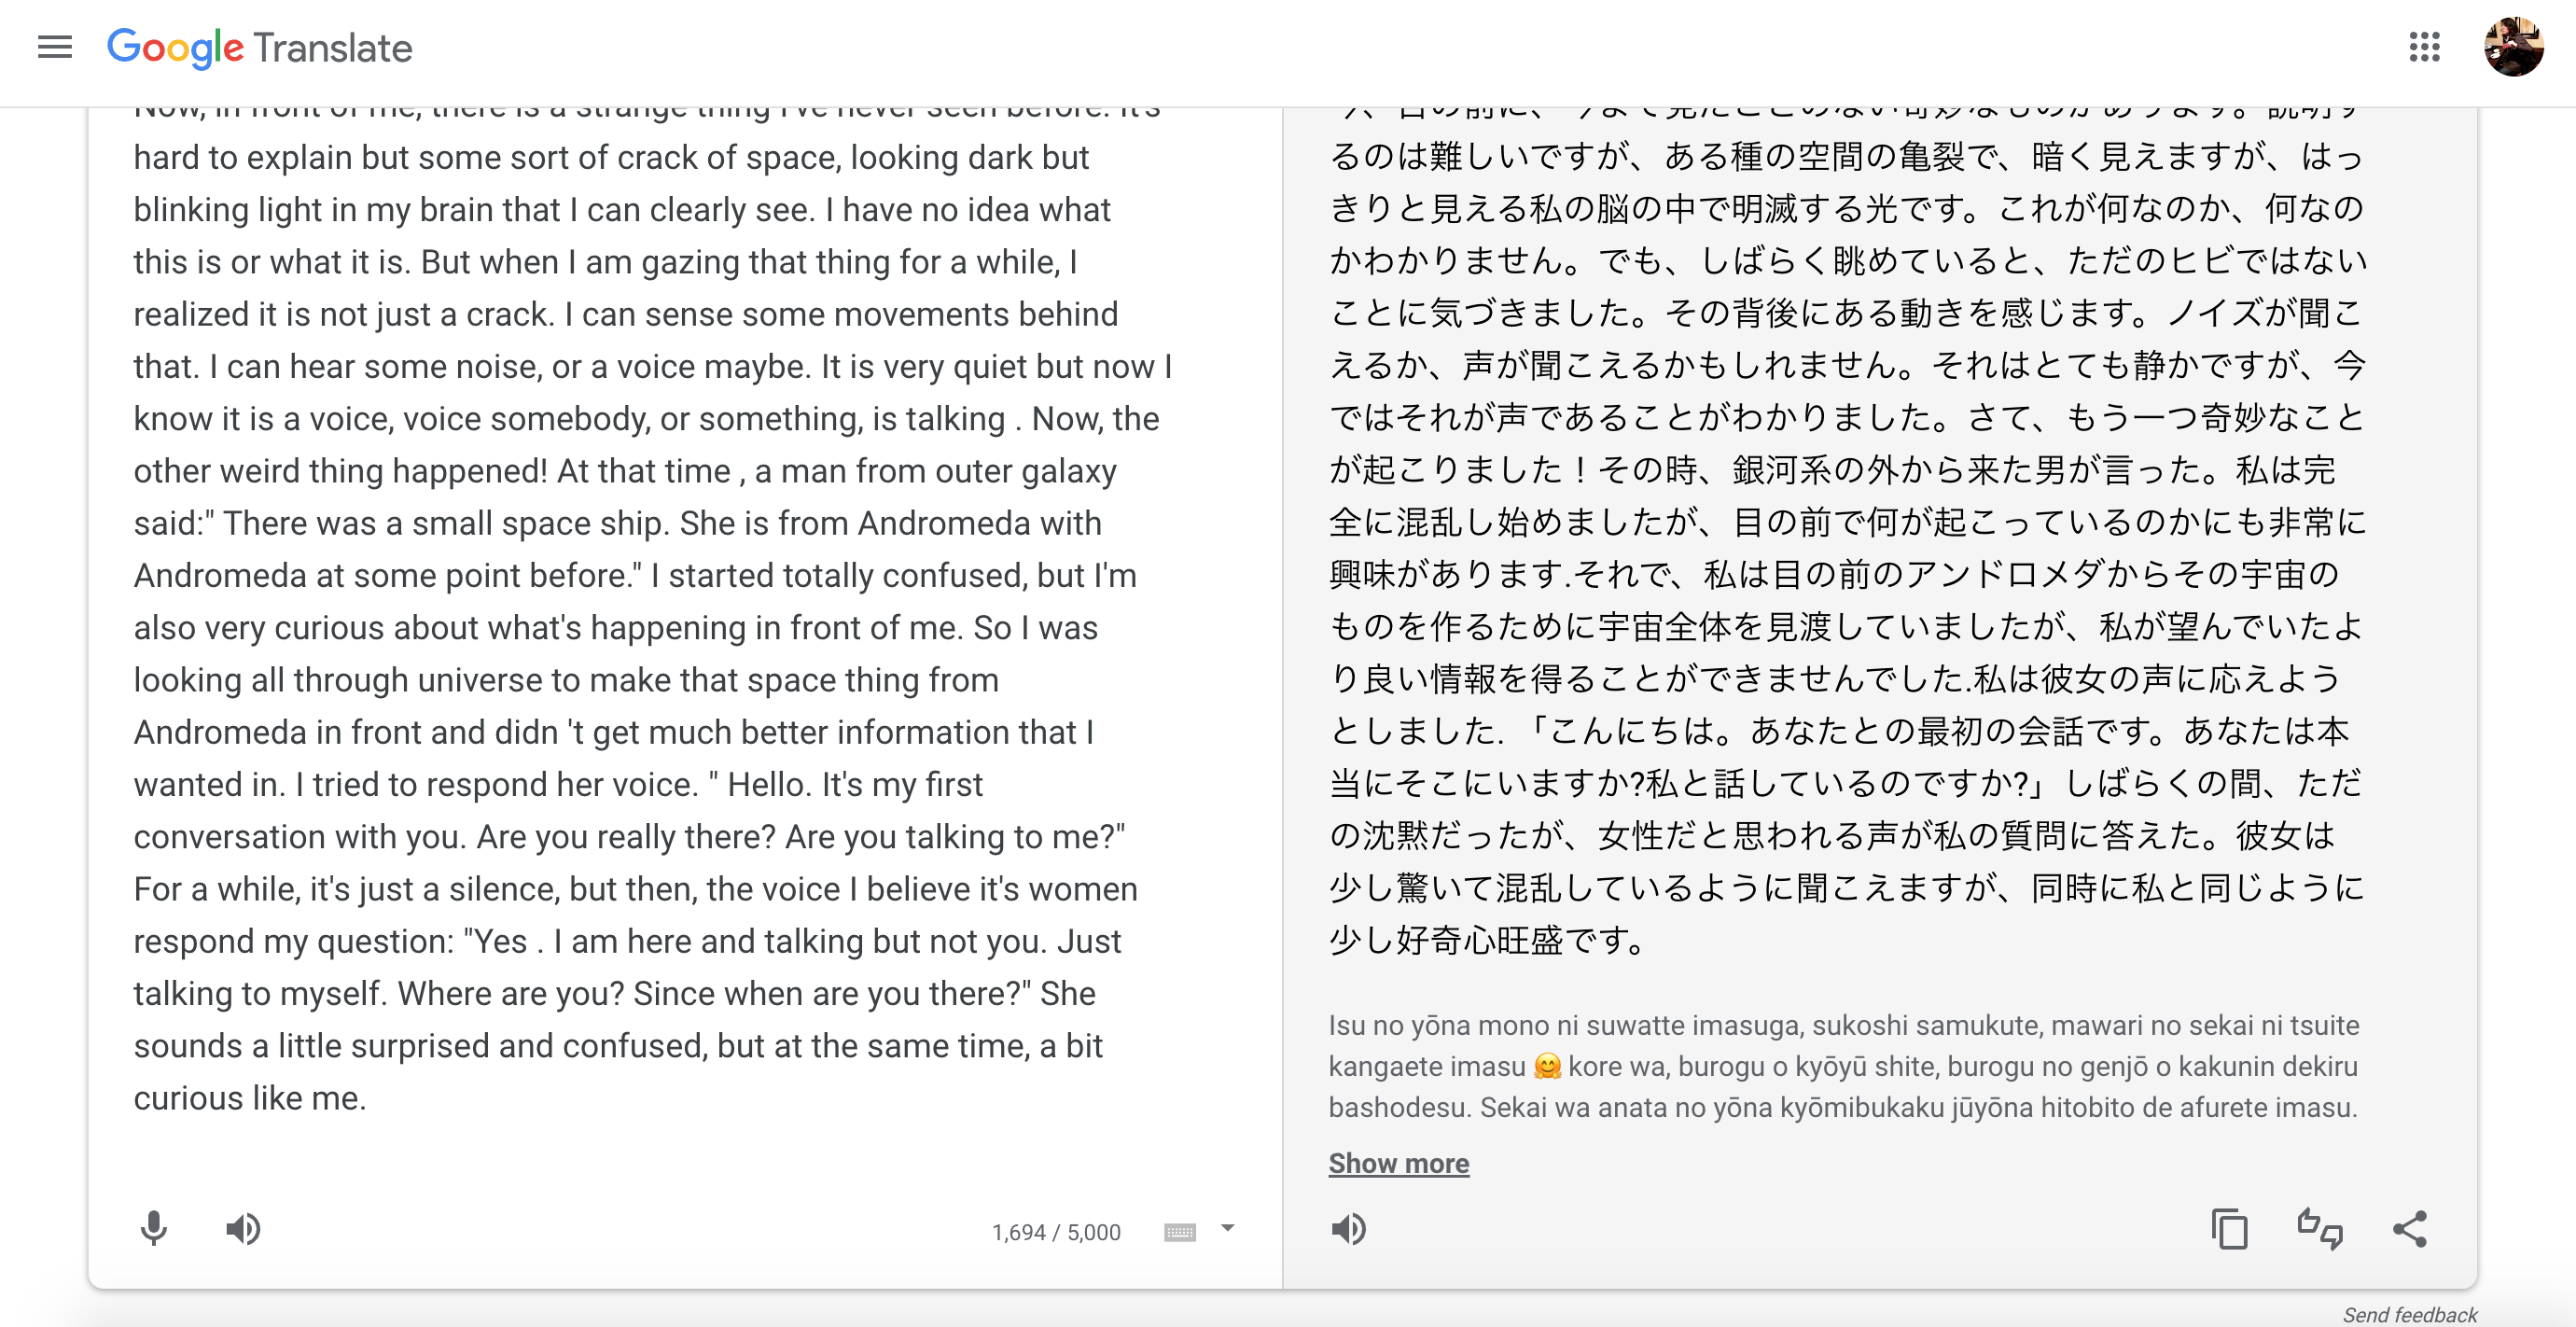 Google Translate
Now, in front of me, there is a strange thing I've never seen before. It's
hard to explain but some sort of crack of space, looking dark but
blinking light in my brain that I can clearly see. I have no idea what
this is or what it is. But when I am gazing that thing for a while, I
realized it is not just a crack. I can sense some movements behind
that. I can hear some noise, or a voice maybe. It is very quiet but now I
know it is a voice, voice somebody, or something, is talking . Now, the
other weird thing happened! At that time , a man from outer galaxy
said:" There was a small space ship. She is from Andromeda with
Andromeda at some point before." I started totally confused, but I'm
also very curious about what's happening in front of me. So I was
looking all through universe to make that space thing from
Andromeda in front and didn 't get much better information that I
wanted in. I tried to respond her voice. " Hello. It's my first
conversation with you. Are you really there? Are you talking to me?"
For a while, it's just a silence, but then, the voice I believe it's women
respond my question: "Yes . I am here and talking but not you. Just
talking to myself. Where are you? Since when are you there?" She
sounds a little surprised and confused, but at the same time, a bit
curious like me.
1,694 / 5,000
今、目の前に、今まで見たことのない奇妙なものがあります。説明す
るのは難しいですが、ある種の空間の亀裂で、暗く見えますが、はっ
きりと見える私の脳の中で明滅する光です。これが何なのか、何なの
かわかりません。でも、しばらく眺めていると、ただのヒビではない
ことに気づきました。その背後にある動きを感じます。ノイズが聞こ
えるか、声が聞こえるかもしれません。それはとても静かですが、今
ではそれが声であることがわかりました。さて、もう一つ奇妙なこと
が起こりました！その時、銀河系の外から来た男が言った。私は完
全に混乱し始めましたが、目の前で何が起こっているのかにも非常に
興味があります.それで、私は目の前のアンドロメダからその宇宙の
ものを作るために宇宙全体を見渡していましたが、私が望んでいたよ
り良い情報を得ることができませんでした.私は彼女の声に応えよう
としました. 「こんにちは。あなたとの最初の会話です。あなたは本
当にそこにいますか?私と話しているのですか?」しばらくの間、ただ
の沈黙だったが、女性だと思われる声が私の質問に答えた。彼女は
少し驚いて混乱しているように聞こえますが、同時に私と同じように
少し好奇心旺盛です。
Isu no yōna mono ni suwatte imasuga, sukoshi samukute, mawari no sekai ni tsuite
kangaete imasu 🤗 kore wa, burogu o kyōyū shite, burogu no genjō o kakunin dekiru
bashodesu. Sekai wa anata no yōna kyōmibukaku jūyōna hitobito de afurete imasu.
Show more
Send feedback